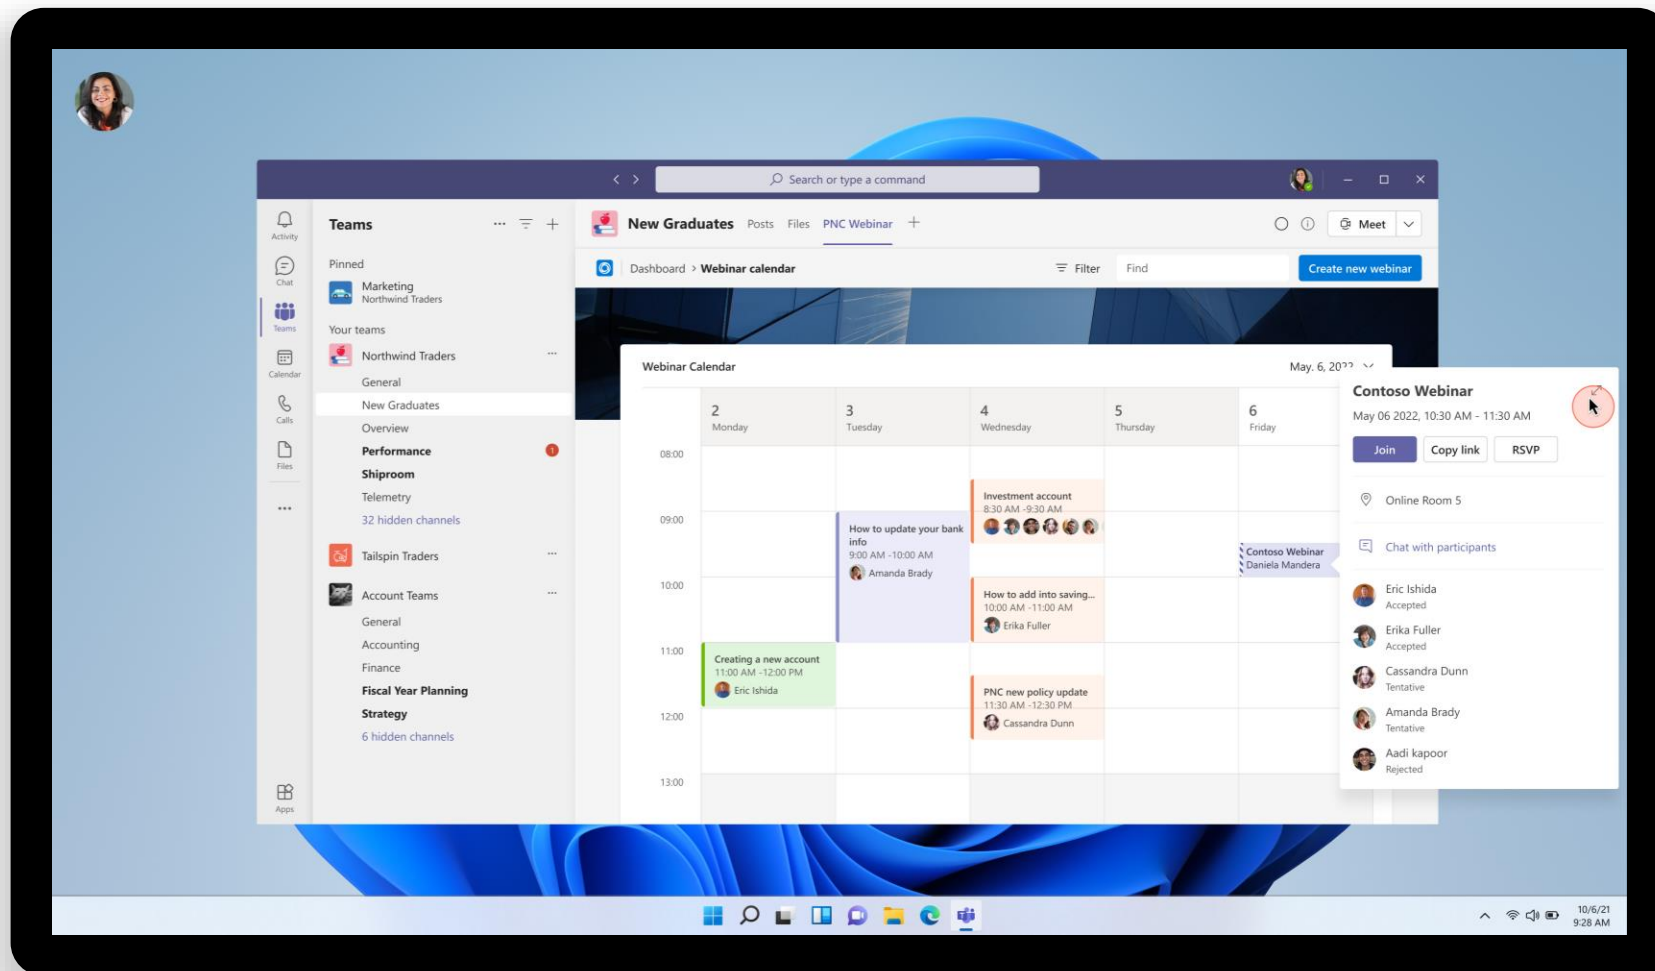 Search or type a command
Activity
Chat
Teams
Calendar
Calls
Files
Apps
Teams
Pinned
Marketing
Northwind Traders
Your teams
Northwind Traders
General
New Graduates
Overview
Performance
1
Shiproom
Telemetry
32 hidden channels
Tailspin Traders
Account Teams
General
Accounting
Finance
Fiscal Year Planning
Strategy
6 hidden channels
New Graduates Posts Files PNC Webinar
Meet
Dashboard > Webinar calendar
Filter
Find
Create new webinar
Webinar Calendar
May. 6, 2022
2
Monday
3
Tuesday
4
Wednesday
5
Thursday
6
Friday
08:00
09:00
10:00
11:00
12:00
13:00
Creating a new account
11:00 AM -12:00 PM
Eric Ishida
How to update your bank
info
9:00 AM -10:00 AM
Amanda Brady
Investment account
8:30 AM -9:30 AM
How to add into saving...
10:00 AM -11:00 AM
Erika Fuller
PNC new policy update
11:30 AM -12:30 PM
Cassandra Dunn
Contoso Webinar
Daniela Mandera
Contoso Webinar
May 06 2022, 10:30 AM - 11:30 AM
Join
Copy link
RSVP
Online Room 5
Chat with participants
Eric Ishida
Accepted
Erika Fuller
Accepted
Cassandra Dunn
Tentative
Amanda Brady
Tentative
Aadi kapoor
Rejected
10/6/21
9:28 AM